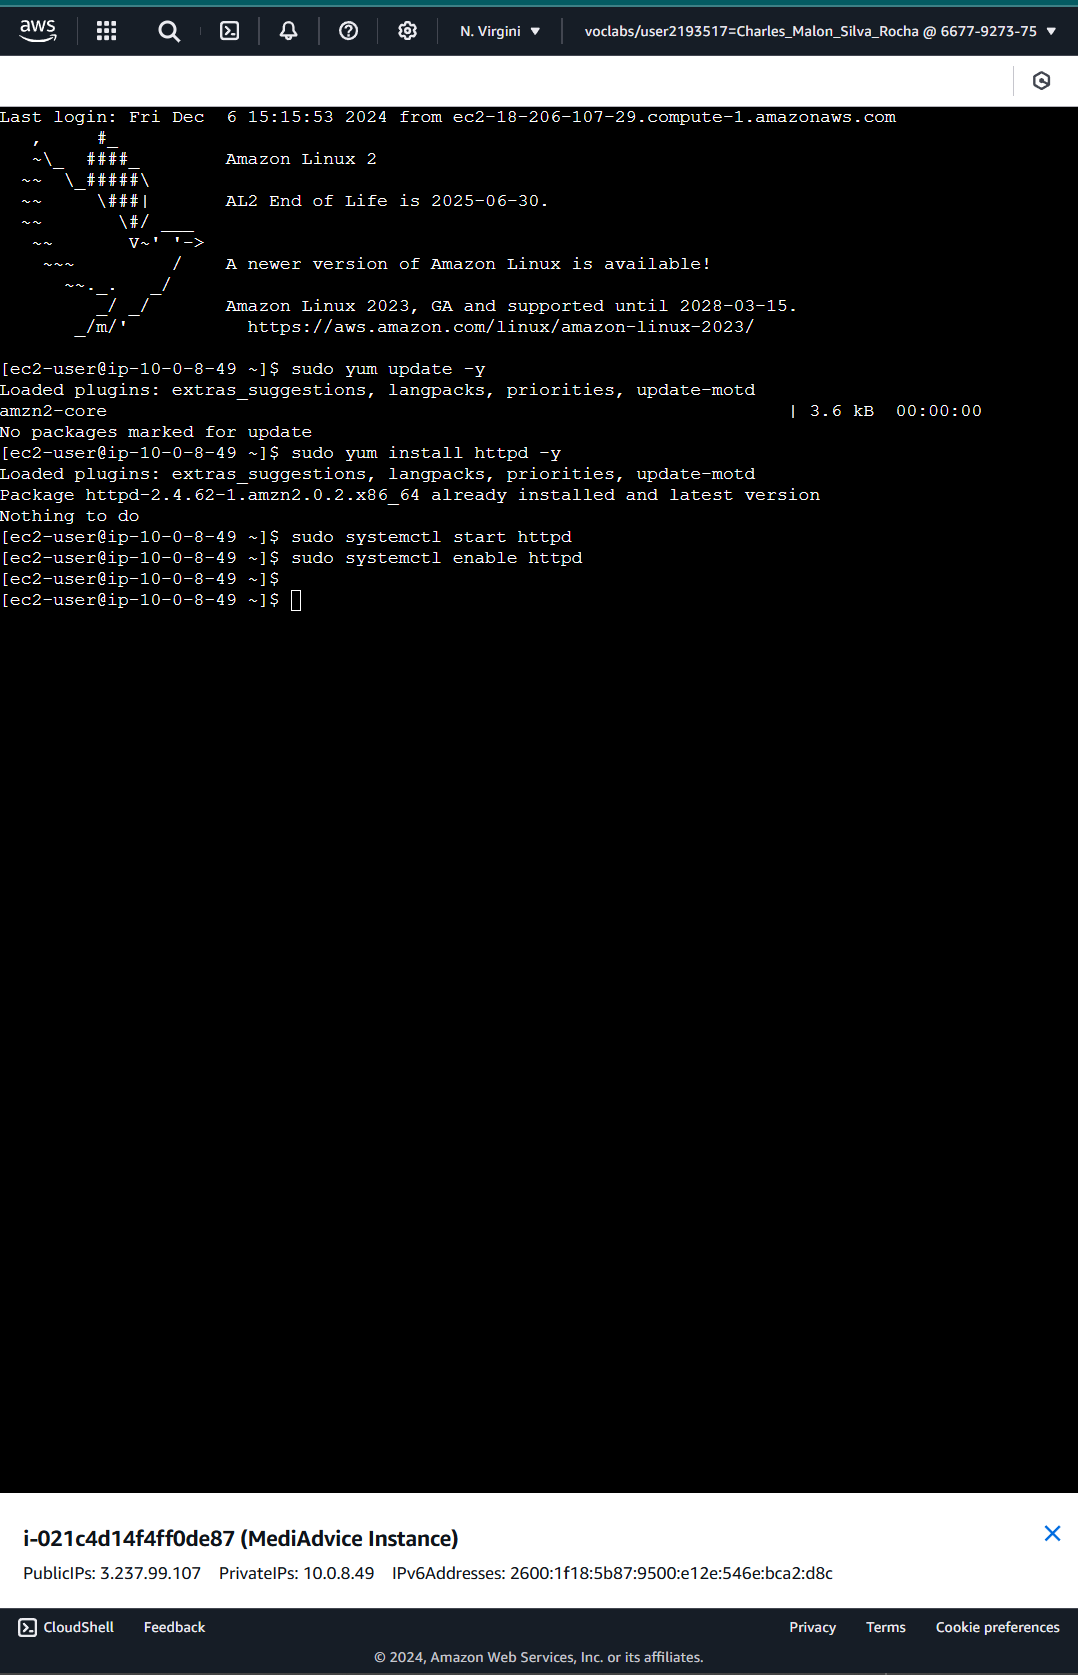 aws
N. Virgini ▼
voclabs/user2193517=Charles_Malon_Silva_Rocha @ 6677-9273-75 ▼
Last login: Fri Dec  6 15:15:53 2024 from ec2-18-206-107-29.compute-1.amazonaws.com
   ,     #_
   ~\_  ####_        Amazon Linux 2
  ~~  \_#####\
  ~~     \###|       AL2 End of Life is 2025-06-30.
  ~~       \#/ ___
   ~~       V~' '->
    ~~~         /    A newer version of Amazon Linux is available!
      ~~._.   _/
         _/ _/       Amazon Linux 2023, GA and supported until 2028-03-15.
       _/m/'           https://aws.amazon.com/linux/amazon-linux-2023/
[ec2-user@ip-10-0-8-49 ~]$ sudo yum update -y
Loaded plugins: extras_suggestions, langpacks, priorities, update-motd
amzn2-core                                                               | 3.6 kB  00:00:00
No packages marked for update
[ec2-user@ip-10-0-8-49 ~]$ sudo yum install httpd -y
Loaded plugins: extras_suggestions, langpacks, priorities, update-motd
Package httpd-2.4.62-1.amzn2.0.2.x86_64 already installed and latest version
Nothing to do
[ec2-user@ip-10-0-8-49 ~]$ sudo systemctl start httpd
[ec2-user@ip-10-0-8-49 ~]$ sudo systemctl enable httpd
[ec2-user@ip-10-0-8-49 ~]$
[ec2-user@ip-10-0-8-49 ~]$
i-021c4d14f4ff0de87 (MediAdvice Instance)
PublicIPs: 3.237.99.107 PrivateIPs: 10.0.8.49 IPv6Addresses: 2600:1f18:5b87:9500:e12e:546e:bca2:d8c
CloudShell Feedback Privacy Terms Cookie preferences
© 2024, Amazon Web Services, Inc. or its affiliates.